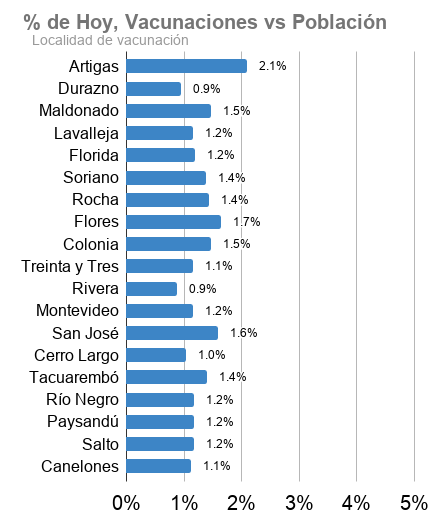 % de Hoy, Vacunaciones vs Población
Localidad de vacunación
Artigas 2.1%
Durazno 0.9%
Maldonado 1.5%
Lavalleja 1.2%
Florida 1.2%
Soriano 1.4%
Rocha 1.4%
Flores 1.7%
Colonia 1.5%
Treinta y Tres 1.1%
Rivera 0.9%
Montevideo 1.2%
San José 1.6%
Cerro Largo 1.0%
Tacuarembó 1.4%
Río Negro 1.2%
Paysandú 1.2%
Salto 1.2%
Canelones 1.1%
0% 1% 2% 3% 4% 5%